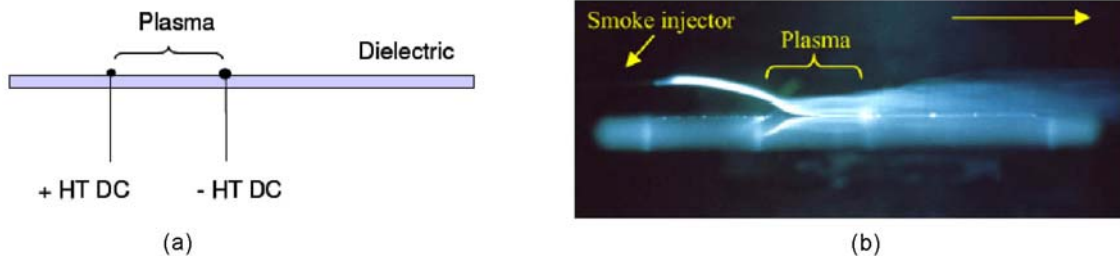 Plasma
Dielectric
+ HT DC
- HT DC
(a)
Smoke injector
Plasma
(b)